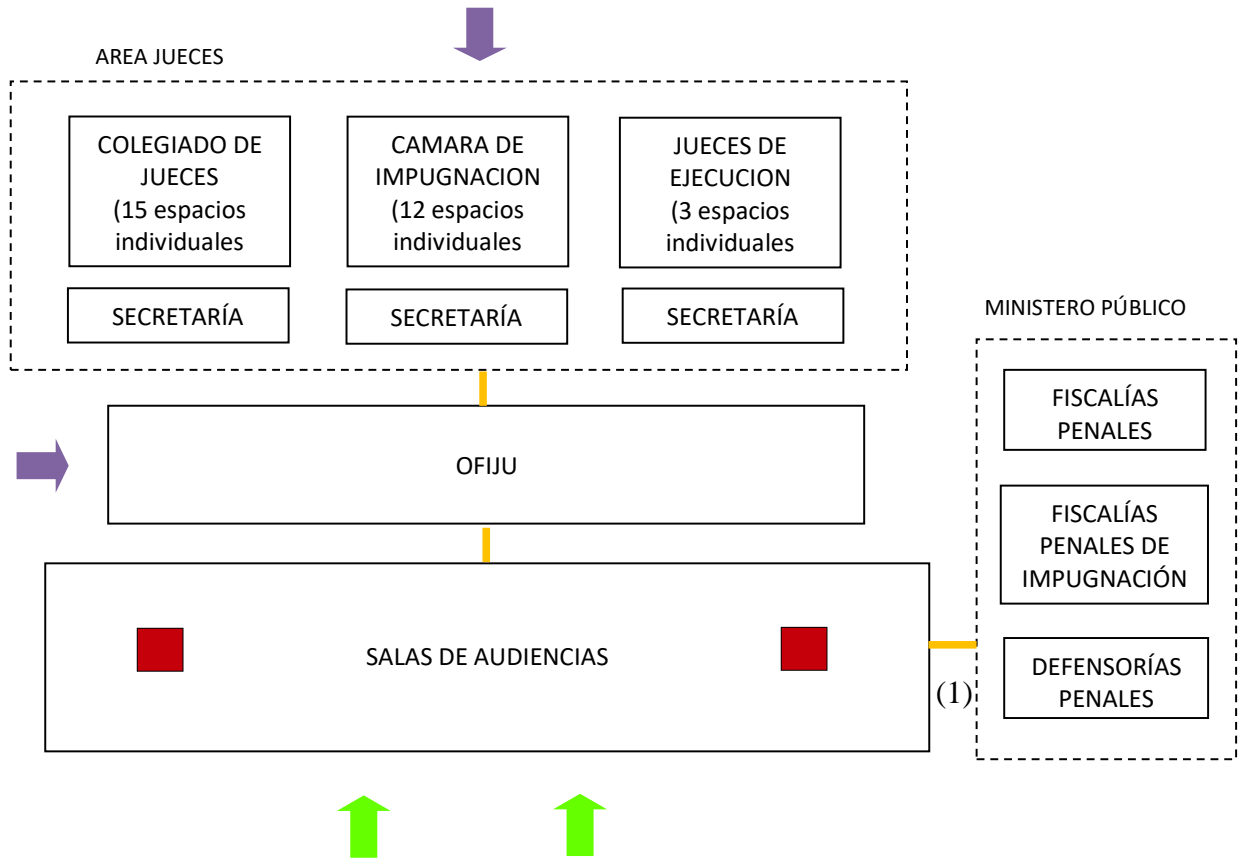 AREA JUECES
COLEGIADO DE
JUECES
(15 espacios
individuales
CAMARA DE
IMPUGNACION
(12 espacios
individuales
JUECES DE
EJECUCION
(3 espacios
individuales
SECRETARÍA
SECRETARÍA
SECRETARÍA
MINISTERO PÚBLICO
FISCALÍAS
PENALES
OFIJU
FISCALÍAS
PENALES DE
IMPUGNACIÓN
SALAS DE AUDIENCIAS
(1)
DEFENSORÍAS
PENALES